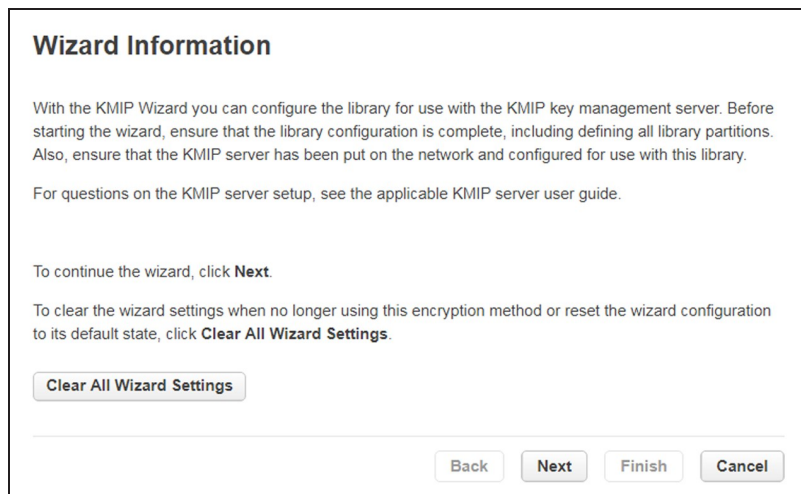 Wizard Information
With the KMIP Wizard you can configure the library for use with the KMIP key management server. Before
starting the wizard, ensure that the library configuration is complete, including defining all library partitions.
Also, ensure that the KMIP server has been put on the network and configured for use with this library.
For questions on the KMIP server setup, see the applicable KMIP server user guide.
To continue the wizard, click Next.
To clear the wizard settings when no longer using this encryption method or reset the wizard configuration
to its default state, click Clear All Wizard Settings.
Clear All Wizard Settings
Back Next Finish Cancel